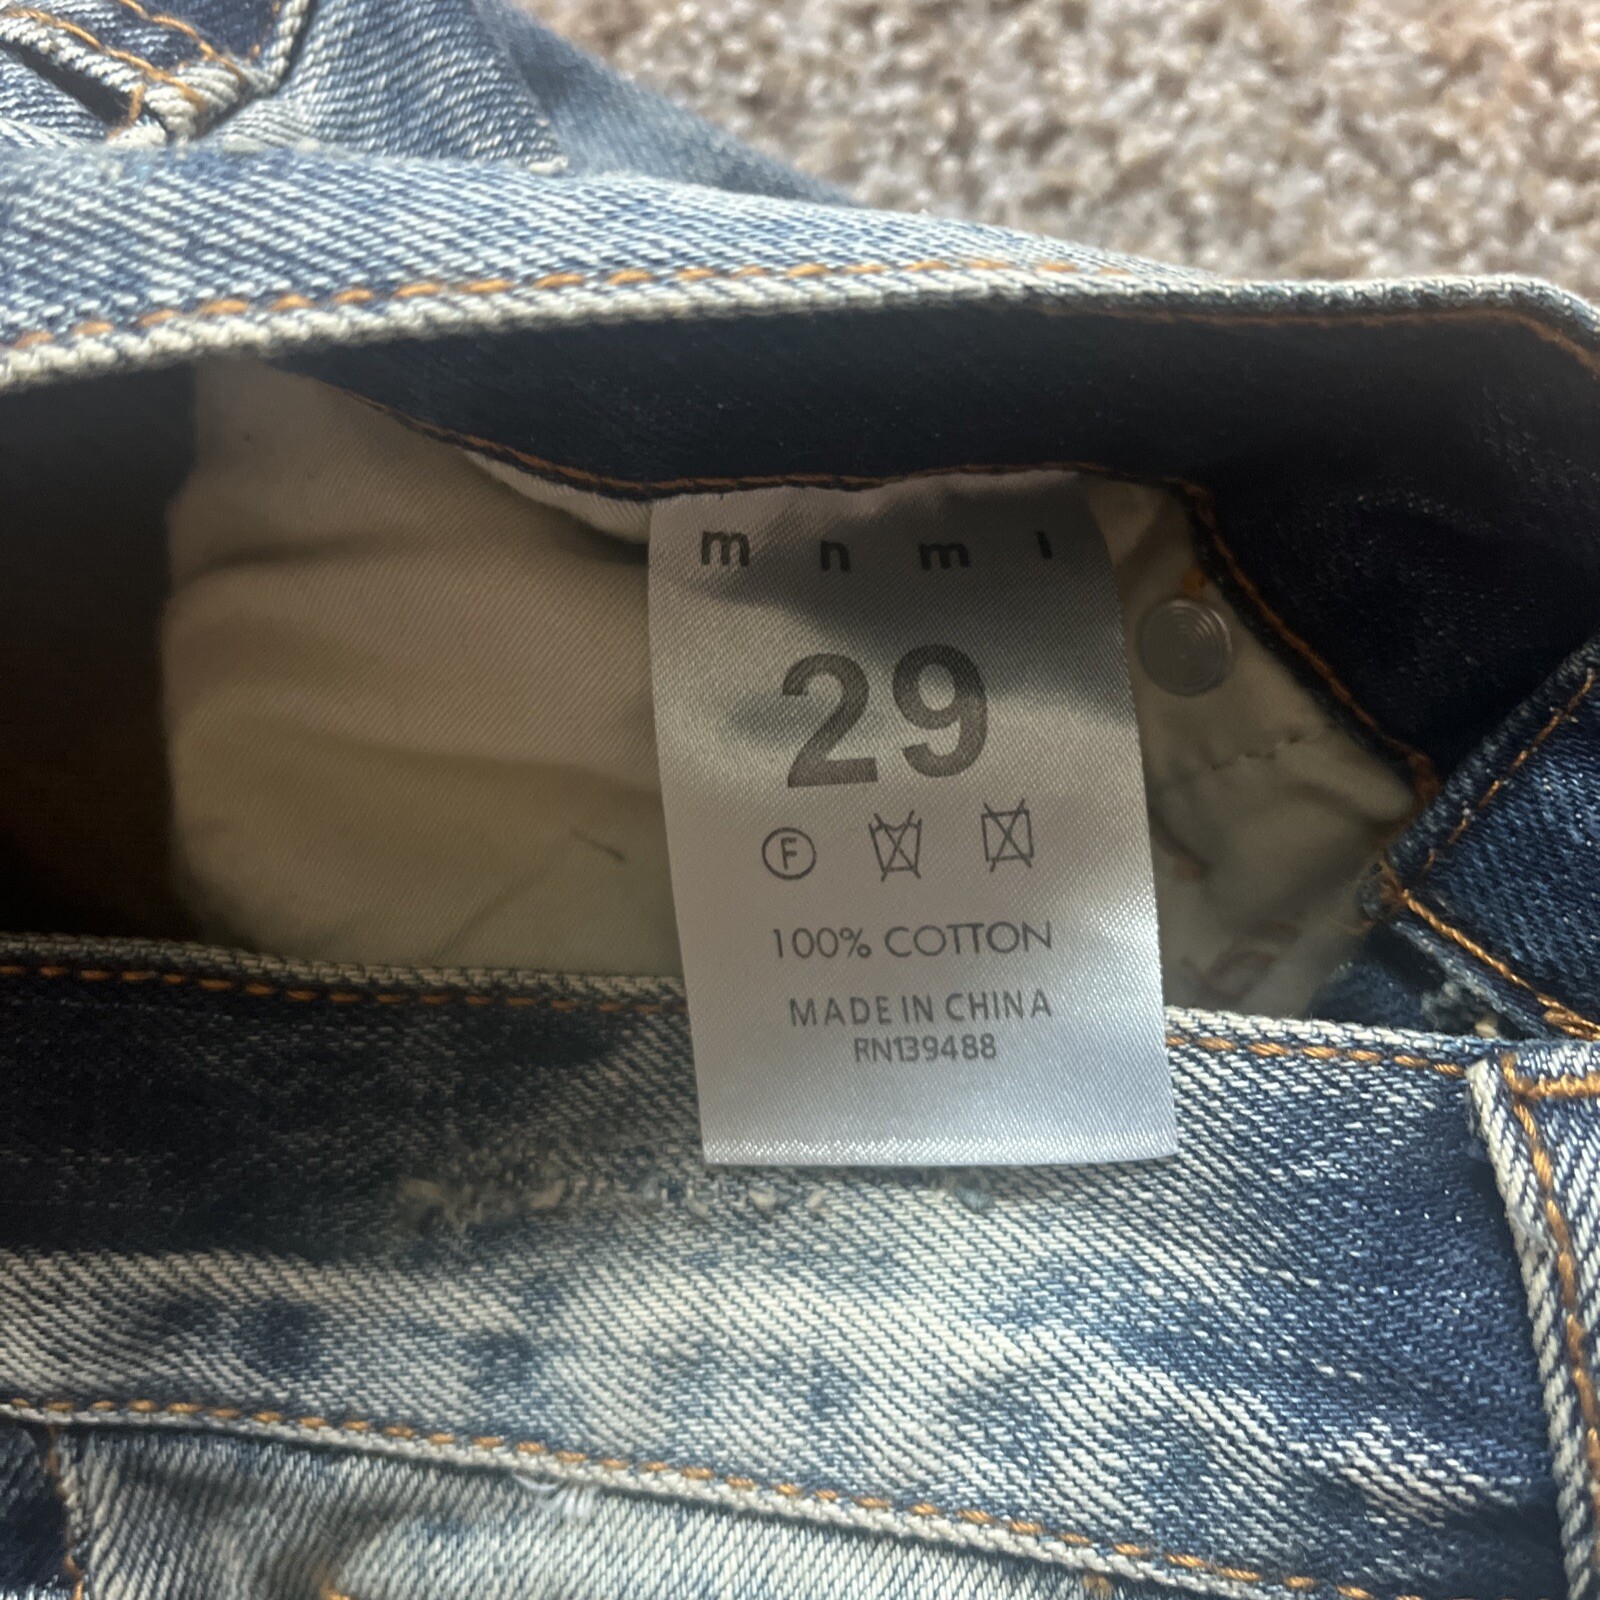 m n m l
29
F
100% COTTON
MADE IN CHINA
RN139488